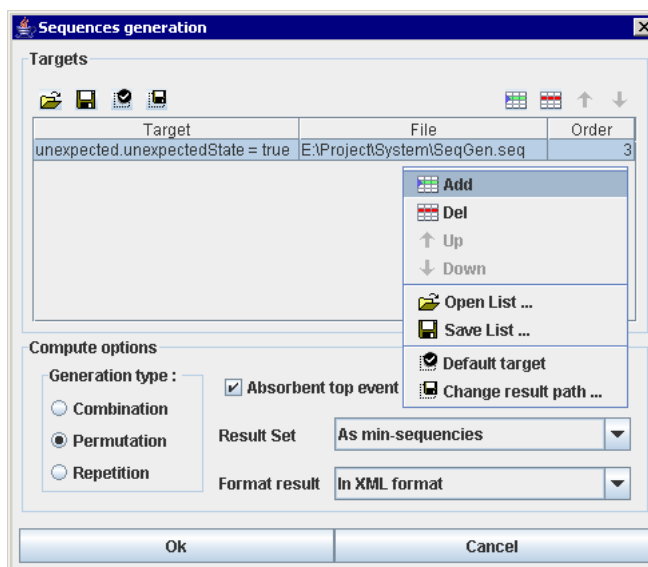 Sequences generation
Targets
Target File Order
unexpected.unexpectedState = true E:\Project\System\SeqGen.seq 3
Add
Del
Up
Down
Open List ...
Save List ...
Default target
Change result path ...
Compute options
Generation type :
Combination
Permutation
Repetition
Absorbent top event
Result Set As min-sequencies
Format result In XML format
Ok Cancel